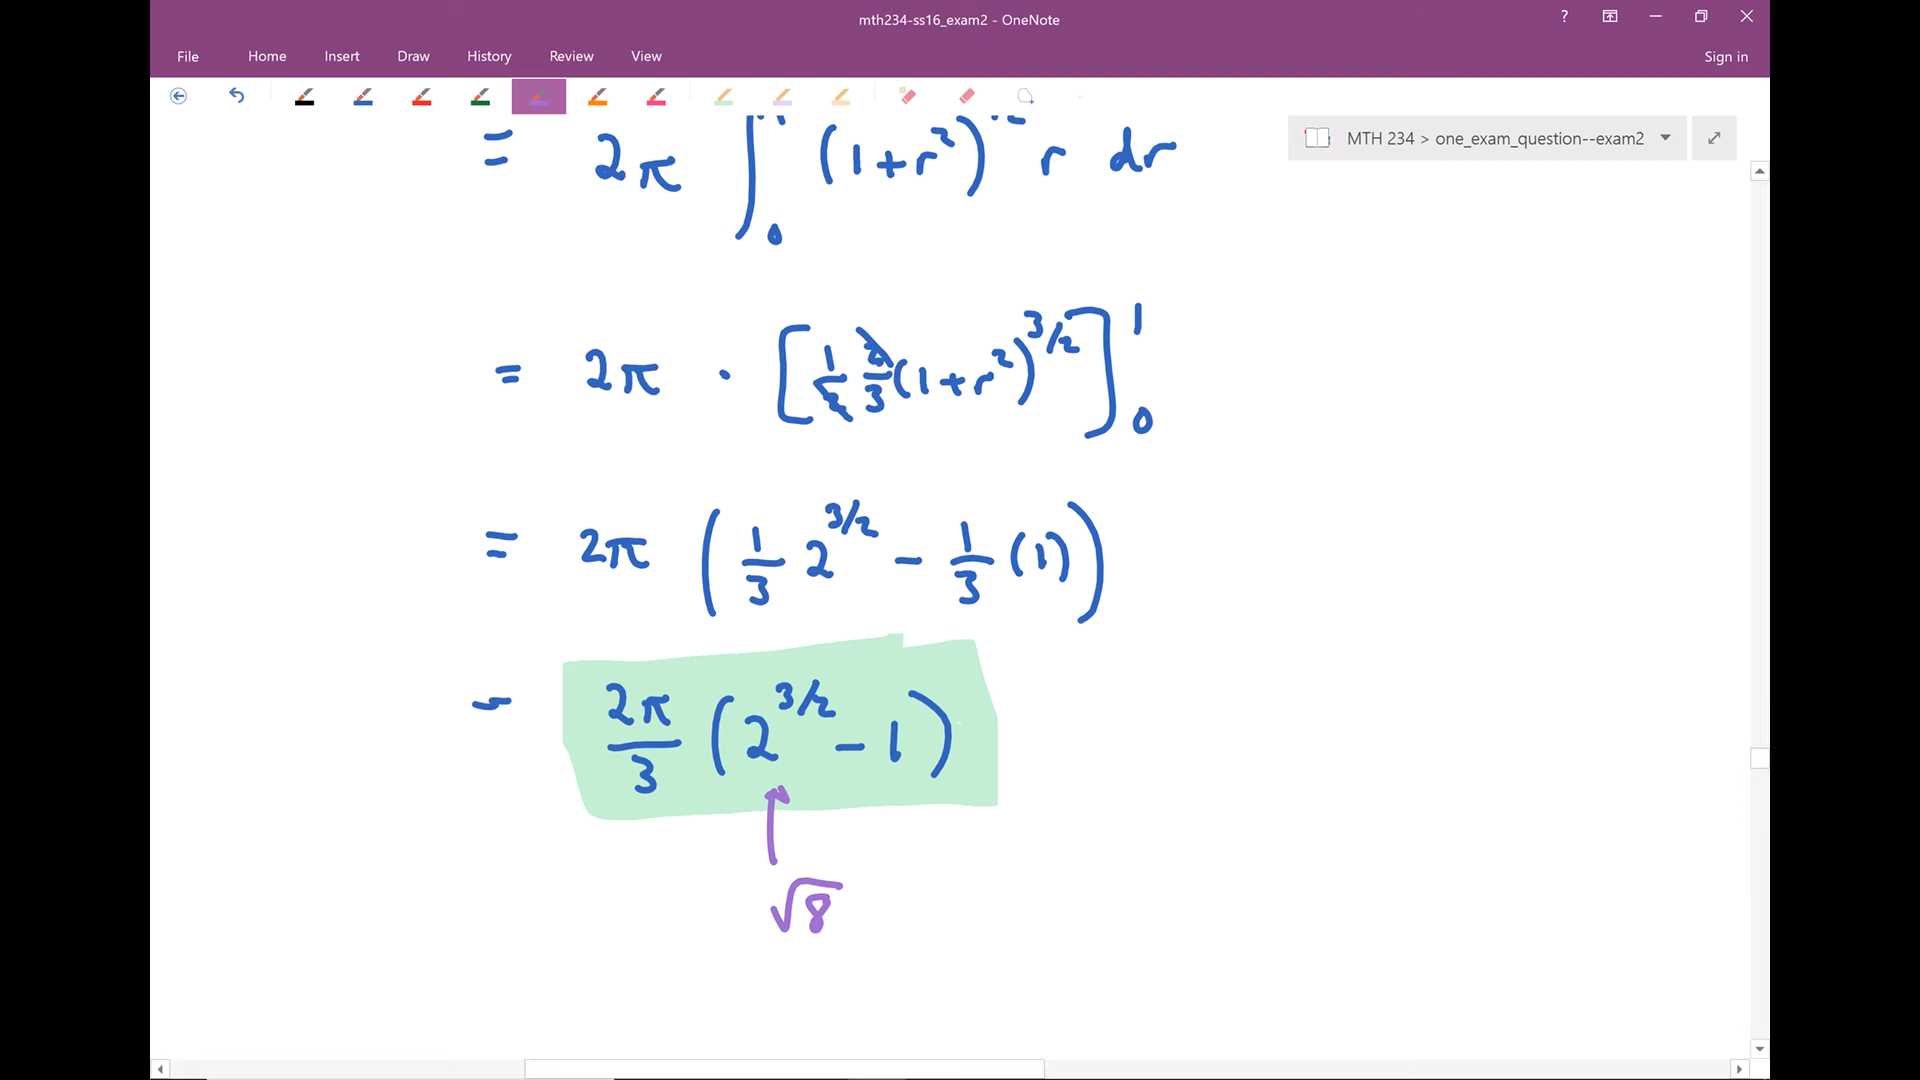 mth234-ss16_exam2 - OneNote
?
File Home Insert Draw History Review View Sign in
MTH 234 > one_exam_question--exam2
= 2π ∫₀ (1+r²) r dr
= 2π · [1/2 2/3 (1+r²)^3/2]₀¹
= 2π (1/3 2^3/2 - 1/3 (1))
2π/3 (2^3/2 - 1)
√8